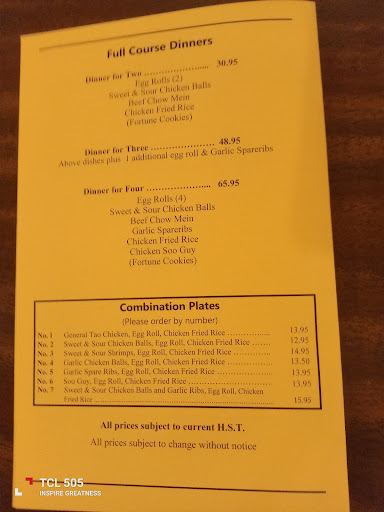 Full Course Dinners
Dinner for Two ………………..... 30.95
Egg Rolls (2)
Sweet & Sour Chicken Balls
Beef Chow Mein
Chicken Fried Rice
(Fortune Cookies)
Dinner for Three …………………. 48.95
Above dishes plus 1 additional egg roll & Garlic Spareribs
Dinner for Four ……………….... 65.95
Egg Rolls (4)
Sweet & Sour Chicken Balls
Beef Chow Mein
Garlic Spareribs
Chicken Fried Rice
Chicken Soo Guy
(Fortune Cookies)
Combination Plates
(Please order by number)
No. 1 General Tao Chicken, Egg Roll, Chicken Fried Rice ……………... 13.95
No. 2 Sweet & Sour Chicken Balls, Egg Roll, Chicken Fried Rice ……. 12.95
No. 3 Sweet & Sour Shrimps, Egg Roll, Chicken Fried Rice …………… 14.95
No. 4 Garlic Chicken Balls, Egg Roll, Chicken Fried Rice ……………… 13.50
No. 5 Garlic Spare Ribs, Egg Roll, Chicken Fried Rice ………………… 13.95
No. 6 Soo Guy, Egg Roll, Chicken Fried Rice …………………………… 13.95
No. 7 Sweet & Sour Chicken Balls and Garlic Ribs, Egg Roll, Chicken
Fried Rice ……………………………………………………………… 15.95
All prices subject to current H.S.T.
All prices subject to change without notice
TCL 505
INSPIRE GREATNESS